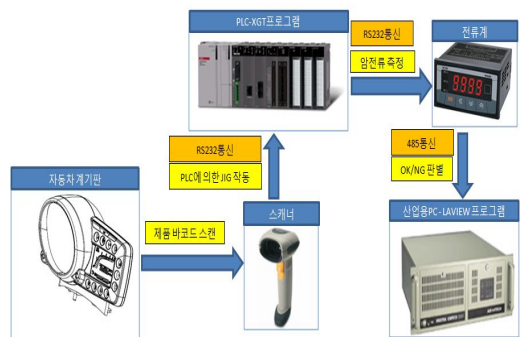 PLC-XGT프로그램
RS232통신
암전류 측정
전류계
9999
RS232통신
PLC에 의한 JIG 작동
485통신
OK/NG 판별
자동차 계기판
제품 바코드 스캔
스캐너
산업용PC - LAVIEW 프로그램